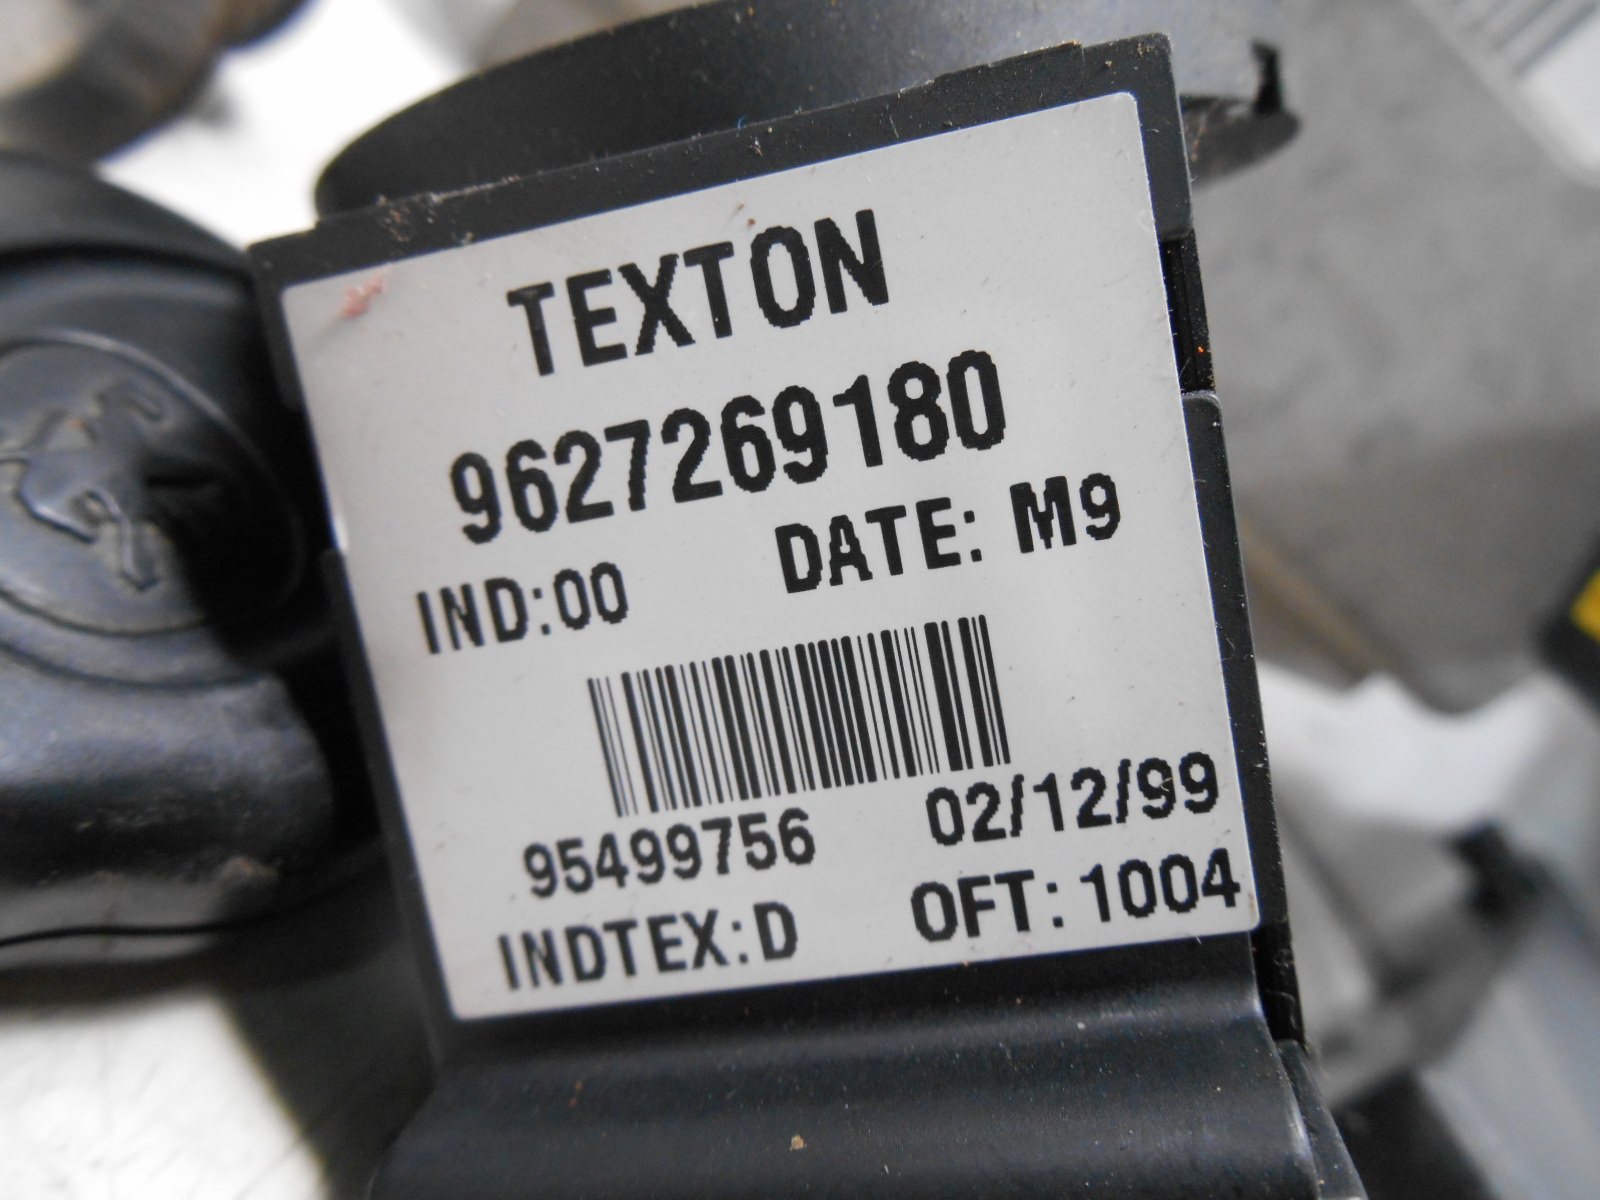 TEXTON
9627269180
IND:00 DATE: M9
95499756 02/12/99
INDTEX:D OFT: 1004